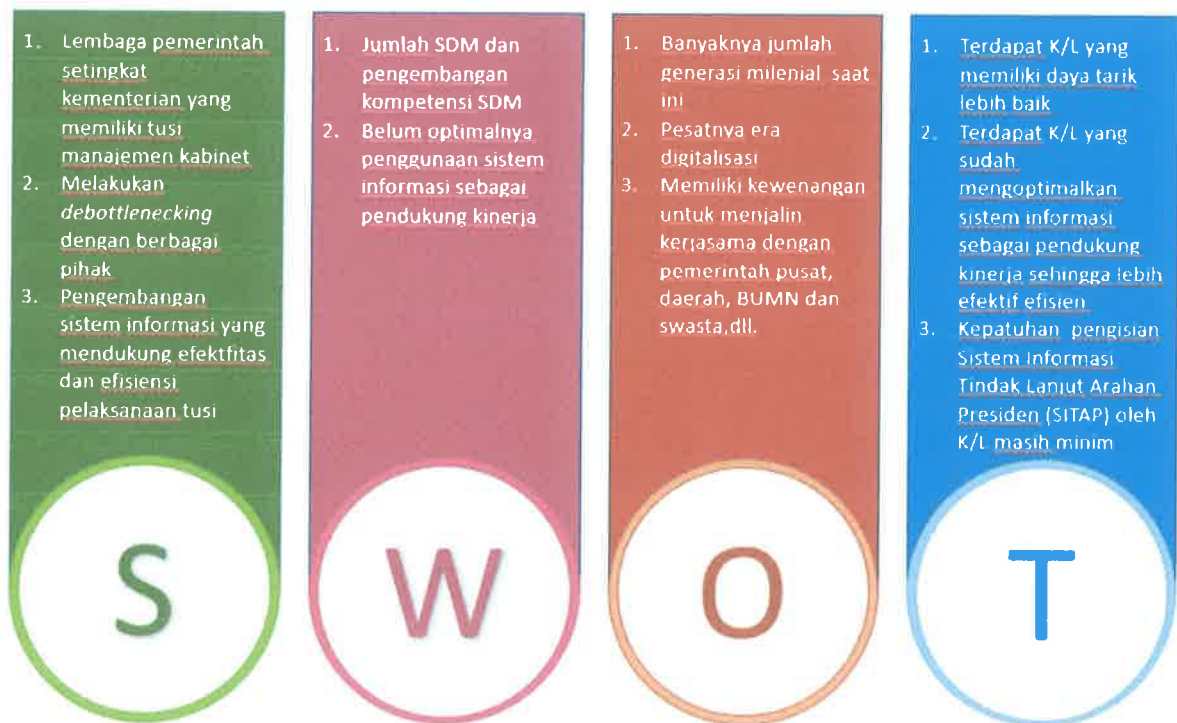 1. Lembaga pemerintah
setingkat
kementerian yang
memiliki tusi
manajemen kabinet
2. Melakukan
debottlenecking
dengan berbagai
pihak
3. Pengembangan
sistem informasi yang
mendukung efektfitas
dan efisiensi
pelaksanaan tusi
S
1. Jumlah SDM dan
pengembangan
kompetensi SDM
2. Belum optimalnya
penggunaan sistem
informasi sebagai
pendukung kinerja
W
1. Banyaknya jumlah
generasi milenial saat
ini
2. Pesatnya era
digitalisasi
3. Memiliki kewenangan
untuk menjalin
kerjasama dengan
pemerintah pusat,
daerah, BUMN dan
swasta,dll.
O
1. Terdapat K/L yang
memiliki daya tarik
lebih baik
2. Terdapat K/L yang
sudah
mengoptimalkan
sistem informasi
sebagai pendukung
kinerja sehingga lebih
efektif efisien
3. Kepatuhan pengisian
Sistem Informasi
Tindak Lanjut Arahan
Presiden (SITAP) oleh
K/L masih minim
T